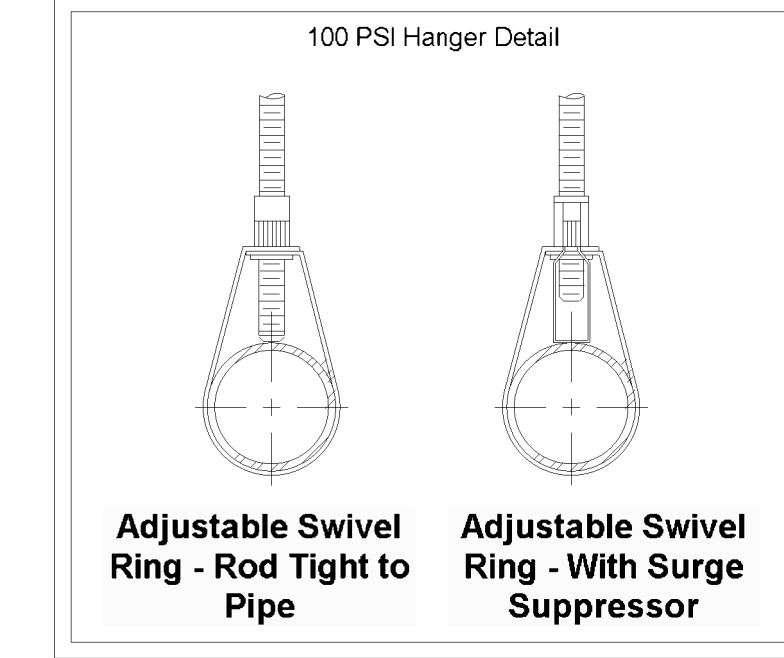 100 PSI Hanger Detail
Adjustable Swivel
Ring - Rod Tight to
Pipe
Adjustable Swivel
Ring - With Surge
Suppressor